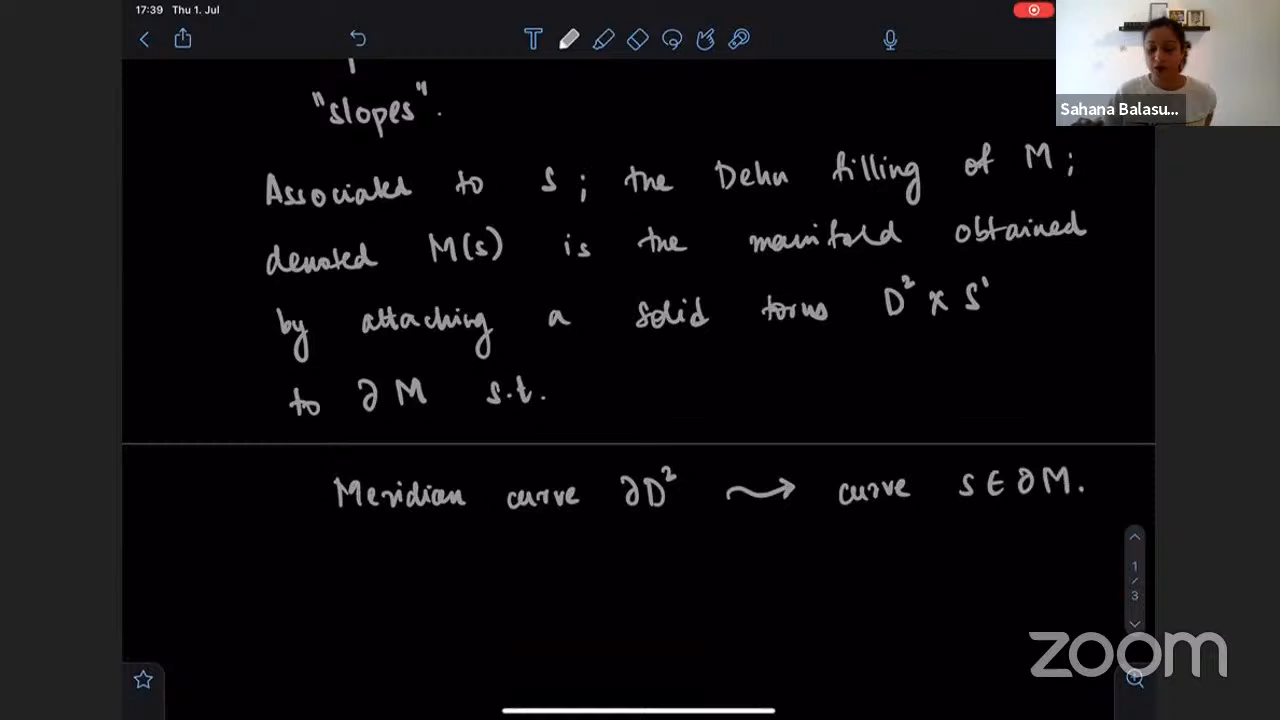 17:39 Thu 1. Jul
"slopes".
Associated to s; the Dehn filling of M;
denoted M(s) is the manifold obtained
by attaching a solid torus D² x S¹
to ∂M s.t.
Meridian curve ∂D² ⇝ curve s ∈ ∂M.
Sahana Balasu...
1
/
3
zoom